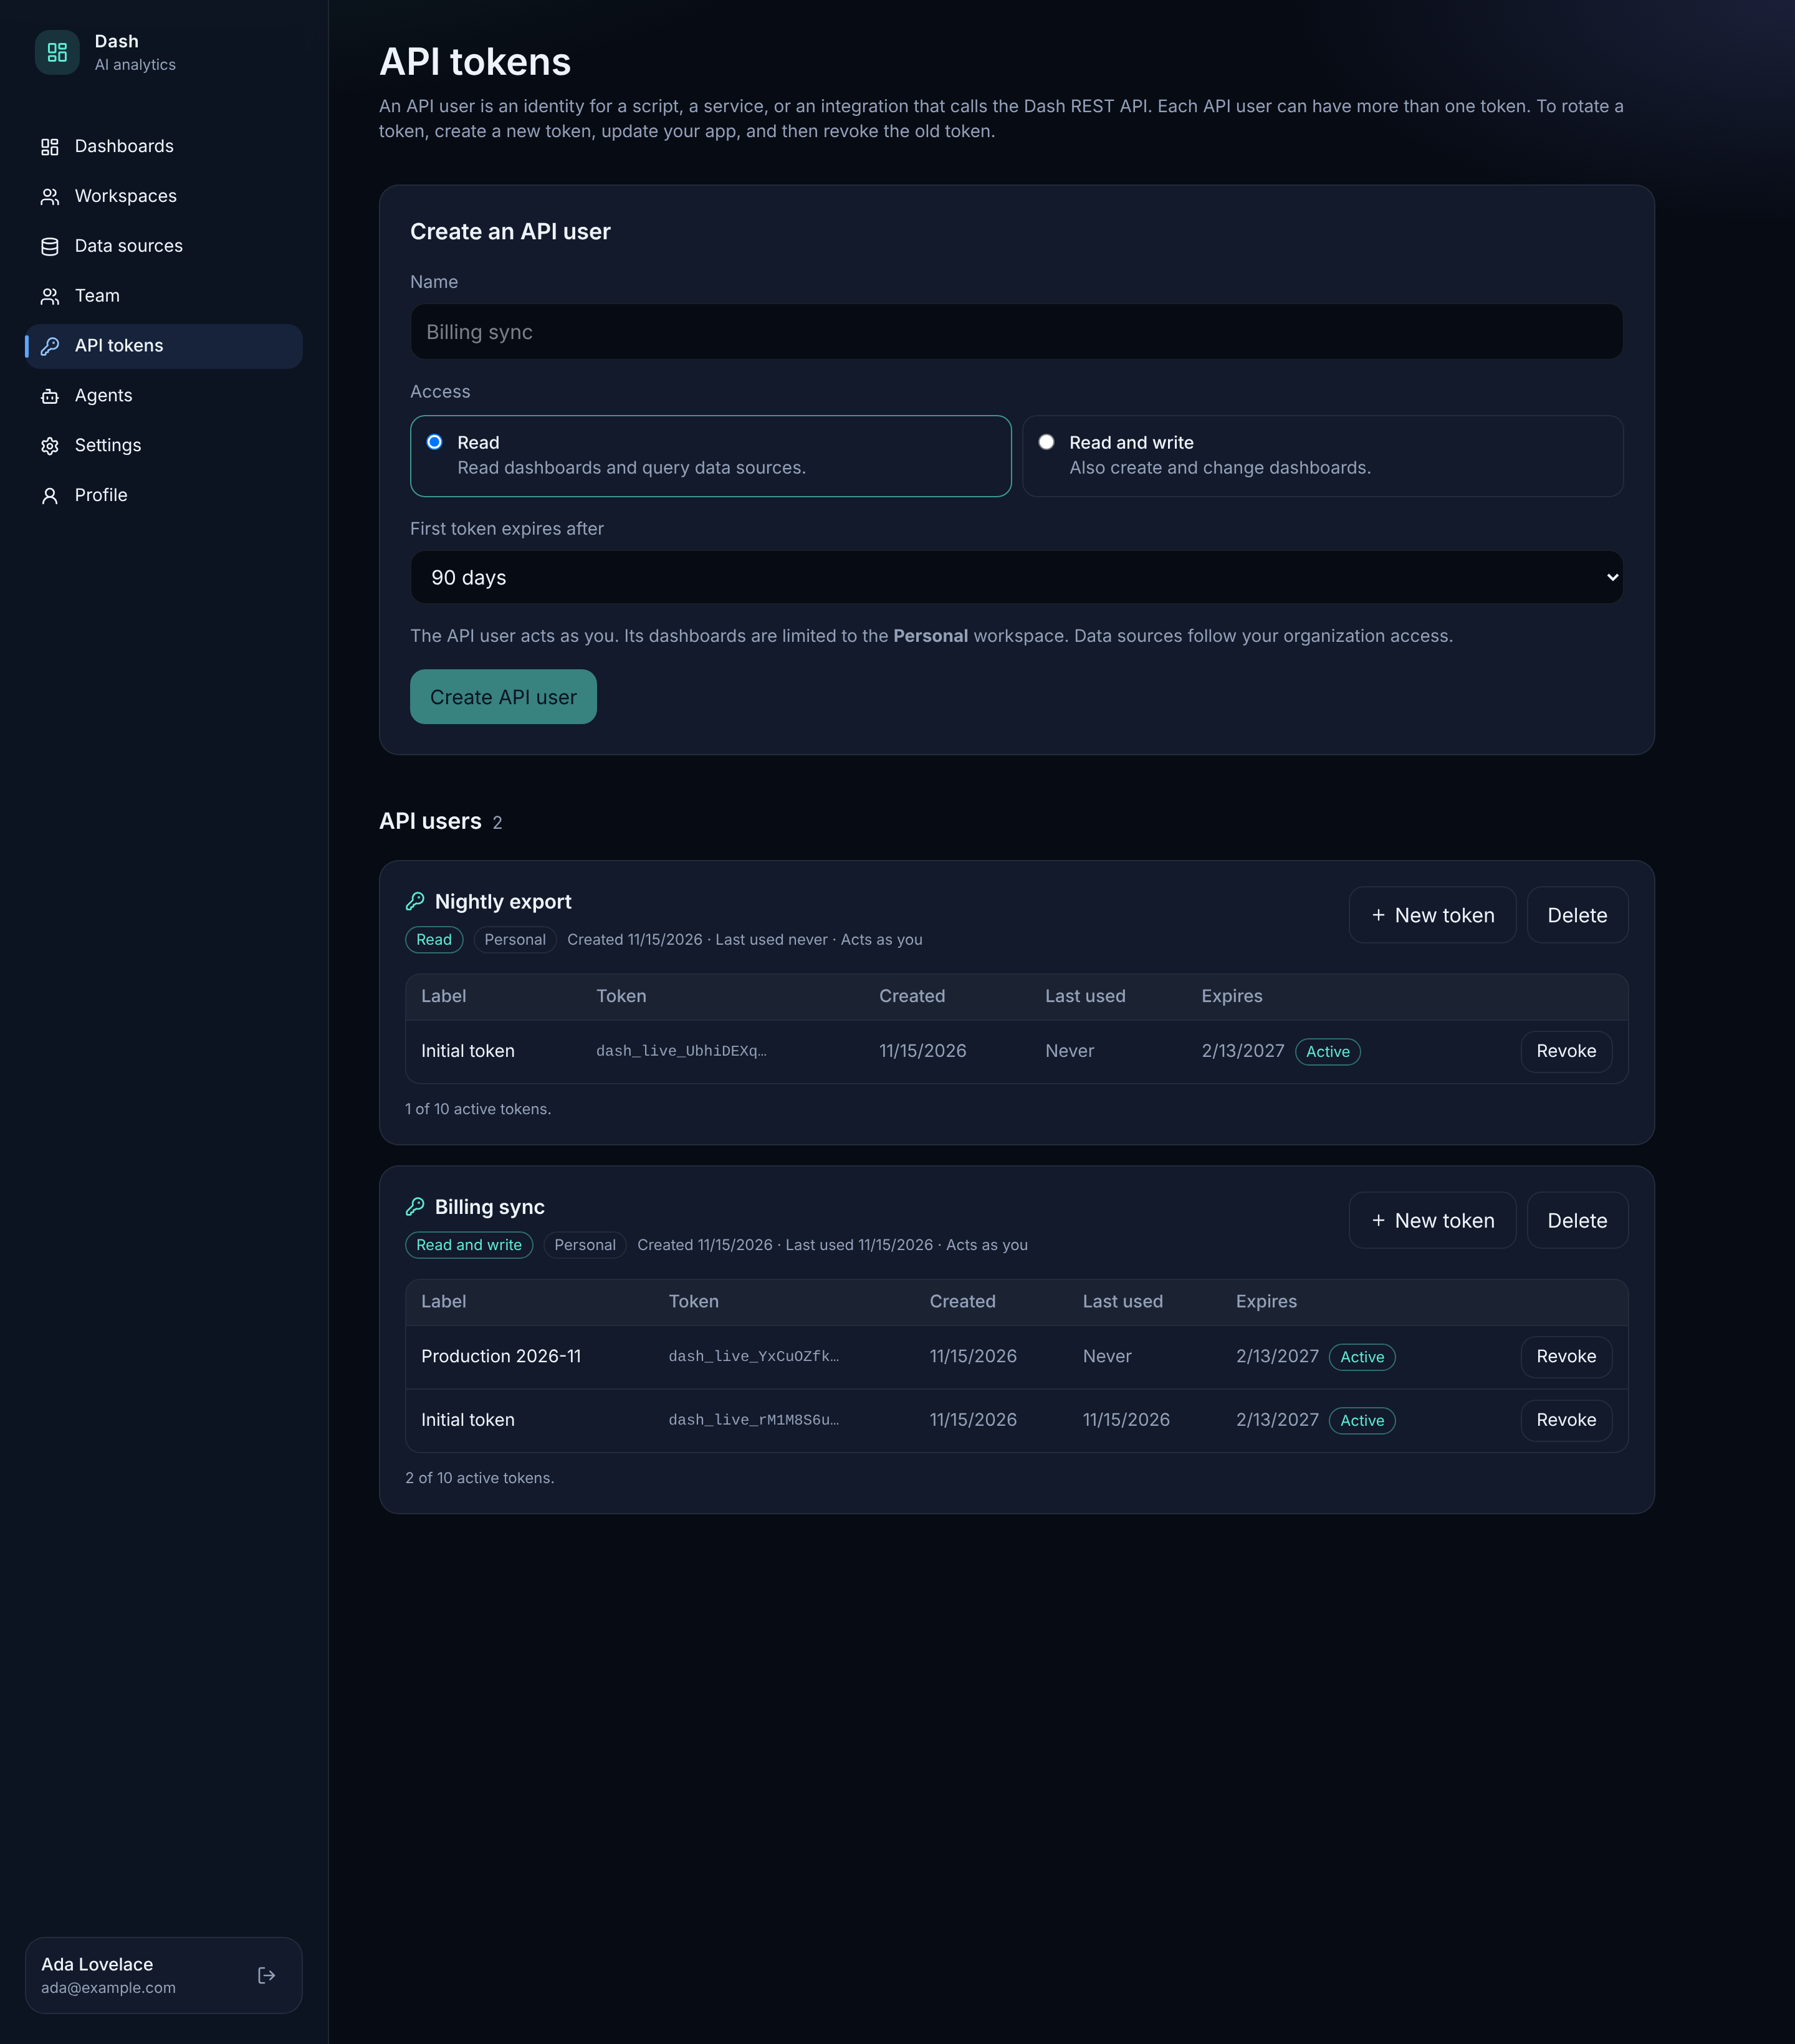 Dash
AI analytics
Dashboards
Workspaces
Data sources
Team
API tokens
Agents
Settings
Profile
Ada Lovelace
ada@example.com
API tokens
An API user is an identity for a script, a service, or an integration that calls the Dash REST API. Each API user can have more than one token. To rotate a
token, create a new token, update your app, and then revoke the old token.
Create an API user
Name
Billing sync
Access
Read
Read dashboards and query data sources.
Read and write
Also create and change dashboards.
First token expires after
90 days
The API user acts as you. Its dashboards are limited to the Personal workspace. Data sources follow your organization access.
Create API user
API users 2
Nightly export
+ New token Delete
Read Personal Created 11/15/2026 · Last used never · Acts as you
Label Token Created Last used Expires
Initial token dash_live_UbhiDEXq… 11/15/2026 Never 2/13/2027 Active Revoke
1 of 10 active tokens.
Billing sync
+ New token Delete
Read and write Personal Created 11/15/2026 · Last used 11/15/2026 · Acts as you
Label Token Created Last used Expires
Production 2026-11 dash_live_YxCuOZfk… 11/15/2026 Never 2/13/2027 Active Revoke
Initial token dash_live_rM1M8S6u… 11/15/2026 11/15/2026 2/13/2027 Active Revoke
2 of 10 active tokens.